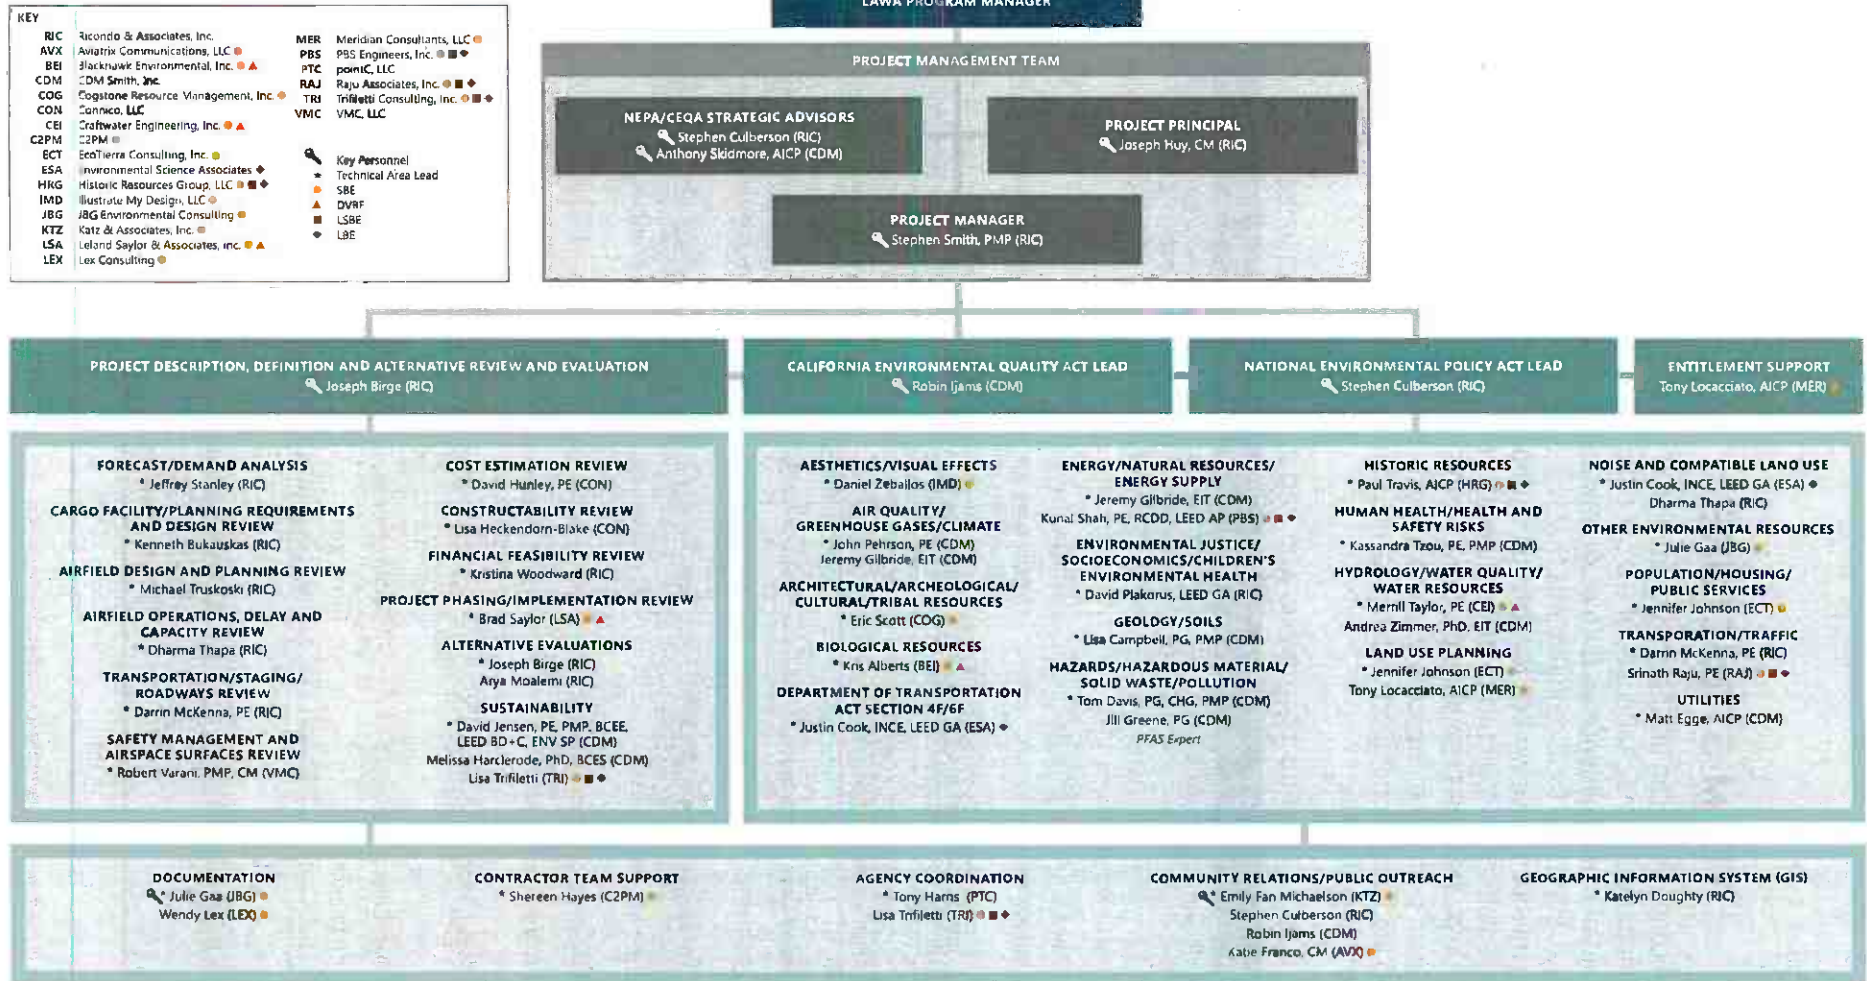 LAWA PROGRAM MANAGER
KEY
RIC Ricondo & Associates, Inc.
AVX Aviatrix Communications, LLC
BEI Blackhawk Environmental, Inc.
CDM CDM Smith, Inc.
COG Cogstone Resource Management, Inc.
CON Connico, LLC
CEI Craftwater Engineering, Inc.
C2PM C2PM
ECT EcoTierra Consulting, Inc.
ESA Environmental Science Associates
HRG Historic Resources Group, LLC
IMD Illustrate My Design, LLC
JBG JBG Environmental Consulting
KTZ Katz & Associates, Inc.
LSA Leland Saylor & Associates, Inc.
LEX Lex Consulting
MER Meridian Consultants, LLC
PBS PBS Engineers, Inc.
PTC pointC, LLC
RAJ Raju Associates, Inc.
TRI Trifiletti Consulting, Inc.
VMC VMC, LLC
Key Personnel
* Technical Area Lead
SBE
DVBE
LSBE
LBE
PROJECT MANAGEMENT TEAM
NEPA/CEQA STRATEGIC ADVISORS
Stephen Culberson (RIC)
Anthony Skidmore, AICP (CDM)
PROJECT PRINCIPAL
Joseph Huy, CM (RIC)
PROJECT MANAGER
Stephen Smith, PMP (RIC)
PROJECT DESCRIPTION, DEFINITION AND ALTERNATIVE REVIEW AND EVALUATION
Joseph Birge (RIC)
CALIFORNIA ENVIRONMENTAL QUALITY ACT LEAD
Robin Ijams (CDM)
NATIONAL ENVIRONMENTAL POLICY ACT LEAD
Stephen Culberson (RIC)
ENTITLEMENT SUPPORT
Tony Locacciato, AICP (MER)
FORECAST/DEMAND ANALYSIS
* Jeffrey Stanley (RIC)
CARGO FACILITY/PLANNING REQUIREMENTS
AND DESIGN REVIEW
* Kenneth Bukauskas (RIC)
AIRFIELD DESIGN AND PLANNING REVIEW
* Michael Truskoski (RIC)
AIRFIELD OPERATIONS, DELAY AND
CAPACITY REVIEW
* Dharma Thapa (RIC)
TRANSPORTATION/STAGING/
ROADWAYS REVIEW
* Darrin McKenna, PE (RIC)
SAFETY MANAGEMENT AND
AIRSPACE SURFACES REVIEW
* Robert Varani, PMP, CM (VMC)
COST ESTIMATION REVIEW
* David Hunley, PE (CON)
CONSTRUCTABILITY REVIEW
* Lisa Heckendorn-Blake (CON)
FINANCIAL FEASIBILITY REVIEW
* Kristina Woodward (RIC)
PROJECT PHASING/IMPLEMENTATION REVIEW
* Brad Saylor (LSA)
ALTERNATIVE EVALUATIONS
* Joseph Birge (RIC)
Arya Moalemi (RIC)
SUSTAINABILITY
* David Jensen, PE, PMP, BCEE,
LEED BD+C, ENV SP (CDM)
Melissa Harclerode, PhD, BCES (CDM)
Lisa Trifiletti (TRI)
AESTHETICS/VISUAL EFFECTS
* Daniel Zeballos (IMD)
AIR QUALITY/
GREENHOUSE GASES/CLIMATE
* John Pehrson, PE (CDM)
Jeremy Gilbride, EIT (CDM)
ARCHITECTURAL/ARCHEOLOGICAL/
CULTURAL/TRIBAL RESOURCES
* Eric Scott (COG)
BIOLOGICAL RESOURCES
* Kris Alberts (BEI)
DEPARTMENT OF TRANSPORTATION
ACT SECTION 4F/6F
* Justin Cook, INCE, LEED GA (ESA)
ENERGY/NATURAL RESOURCES/
ENERGY SUPPLY
* Jeremy Gilbride, EIT (CDM)
Kunal Shah, PE, RCDD, LEED AP (PBS)
ENVIRONMENTAL JUSTICE/
SOCIOECONOMICS/CHILDREN'S
ENVIRONMENTAL HEALTH
* David Plakorus, LEED GA (RIC)
GEOLOGY/SOILS
* Lisa Campbell, PG, PMP (CDM)
HAZARDS/HAZARDOUS MATERIAL/
SOLID WASTE/POLLUTION
* Tom Davis, PG, CHG, PMP (CDM)
Jill Greene, PG (CDM)
PFAS Expert
HISTORIC RESOURCES
* Paul Travis, AICP (HRG)
HUMAN HEALTH/HEALTH AND
SAFETY RISKS
* Kassandra Tzou, PE, PMP (CDM)
HYDROLOGY/WATER QUALITY/
WATER RESOURCES
* Merrill Taylor, PE (CEI)
Andrea Zimmer, PhD, EIT (CDM)
LAND USE PLANNING
* Jennifer Johnson (ECT)
Tony Locacciato, AICP (MER)
NOISE AND COMPATIBLE LAND USE
* Justin Cook, INCE, LEED GA (ESA)
Dharma Thapa (RIC)
OTHER ENVIRONMENTAL RESOURCES
* Julie Gaa (JBG)
POPULATION/HOUSING/
PUBLIC SERVICES
* Jennifer Johnson (ECT)
TRANSPORATION/TRAFFIC
* Darrin McKenna, PE (RIC)
Srinath Raju, PE (RAJ)
UTILITIES
* Matt Egge, AICP (CDM)
DOCUMENTATION
* Julie Gaa (JBG)
Wendy Lex (LEX)
CONTRACTOR TEAM SUPPORT
* Shereen Hayes (C2PM)
AGENCY COORDINATION
* Tony Harris (PTC)
Lisa Trifiletti (TRI)
COMMUNITY RELATIONS/PUBLIC OUTREACH
* Emily Fan Michaelson (KTZ)
Stephen Culberson (RIC)
Robin Ijams (CDM)
Katie Franco, CM (AVX)
GEOGRAPHIC INFORMATION SYSTEM (GIS)
* Katelyn Doughty (RIC)